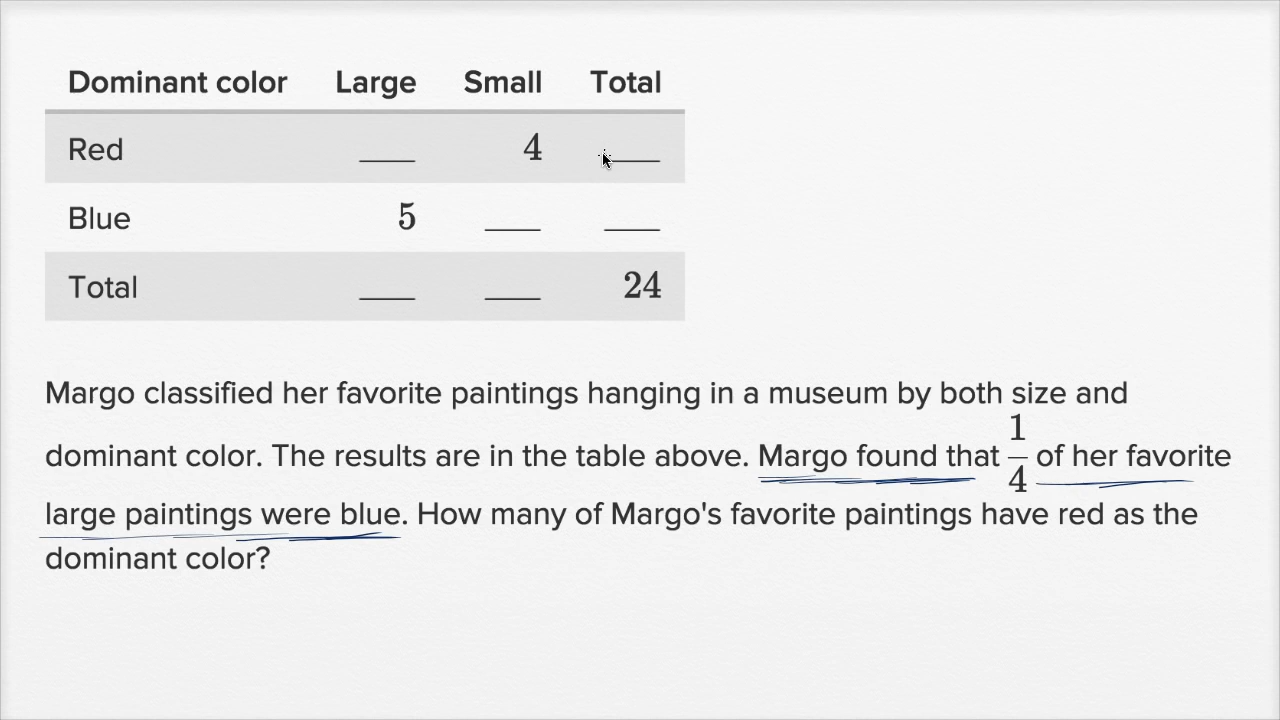 Dominant color Large Small Total
Red ___ 4 ___
Blue 5 ___ ___
Total ___ ___ 24
Margo classified her favorite paintings hanging in a museum by both size and
dominant color. The results are in the table above. Margo found that 1/4 of her favorite
large paintings were blue. How many of Margo's favorite paintings have red as the
dominant color?